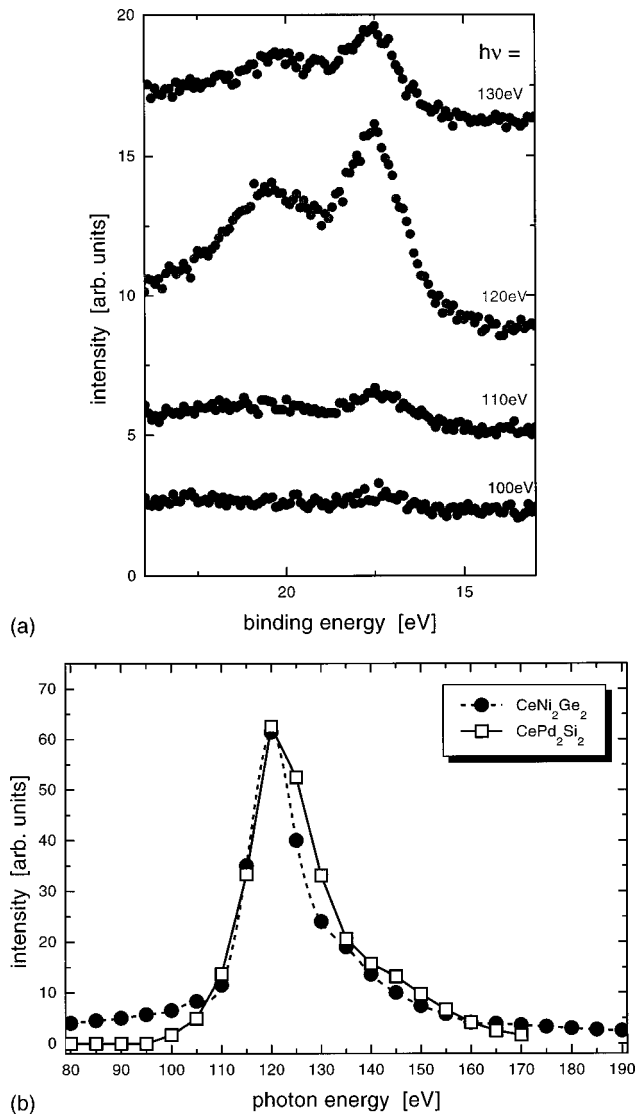 20
15
10
5
0
intensity [arb. units]
hν =
130eV
120eV
110eV
100eV
20
15
binding energy [eV]
(a)
70
60
50
40
30
20
10
0
intensity [arb. units]
CeNi₂Ge₂
CePd₂Si₂
80 90 100 110 120 130 140 150 160 170 180 190
photon energy [eV]
(b)